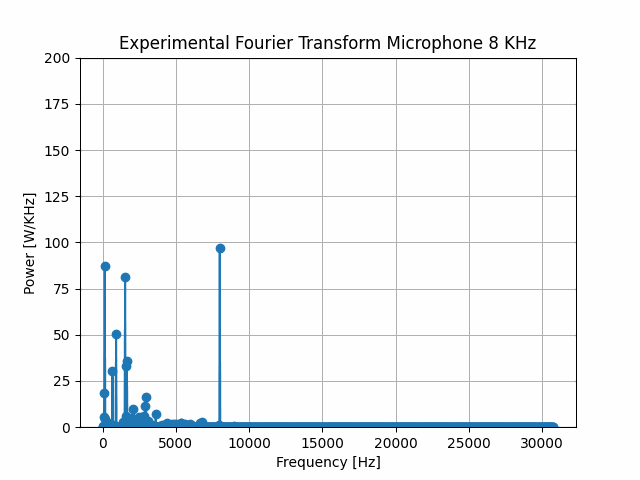 Experimental Fourier Transform Microphone 8 KHz
200
175
150
125
100
75
50
25
0
Power [W/KHz]
0 5000 10000 15000 20000 25000 30000
Frequency [Hz]